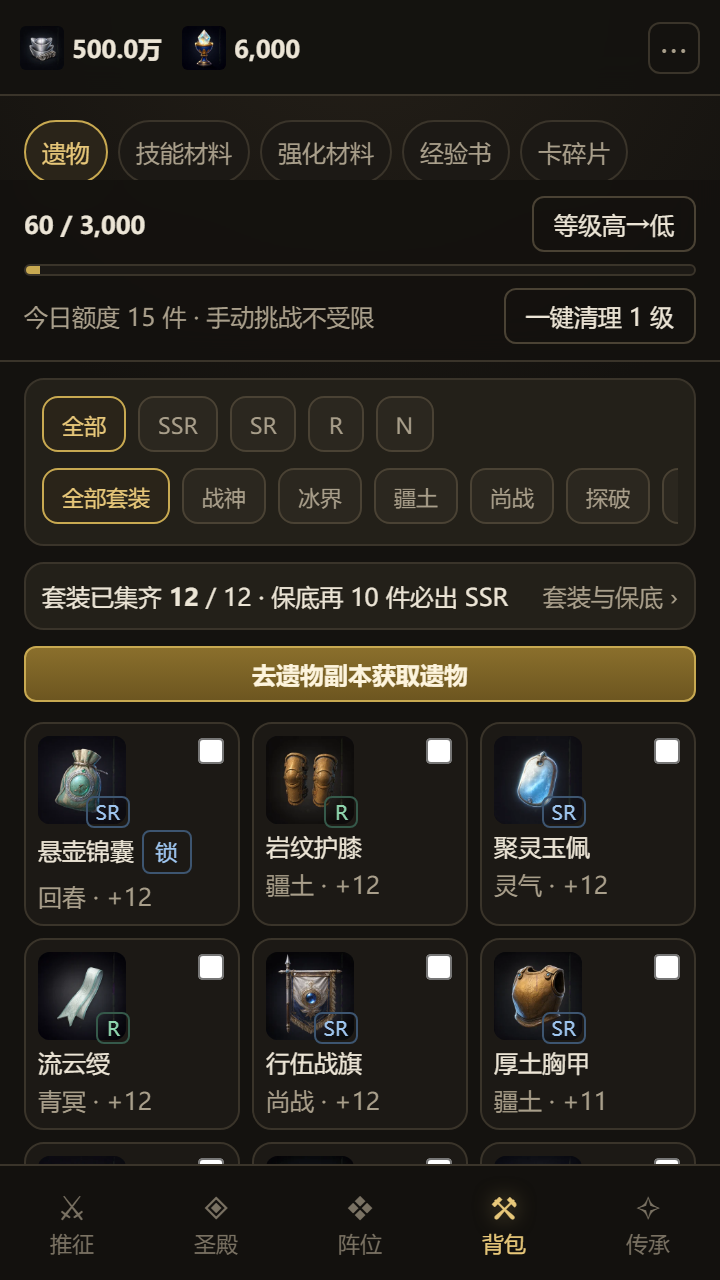 500.0万 6,000 ···
遗物 技能材料 强化材料 经验书 卡碎片
60 / 3,000 等级高→低
今日额度 15 件 · 手动挑战不受限 一键清理 1 级
全部 SSR SR R N
全部套装 战神 冰界 疆土 尚战 探破
套装已集齐 12 / 12 · 保底再 10 件必出 SSR 套装与保底 ›
去遗物副本获取遗物
SR R SR
悬壶锦囊 锁 岩纹护膝 聚灵玉佩
回春 · +12 疆土 · +12 灵气 · +12
R SR SR
流云绶 行伍战旗 厚土胸甲
青冥 · +12 尚战 · +12 疆土 · +11
推征 圣殿 阵位 背包 传承